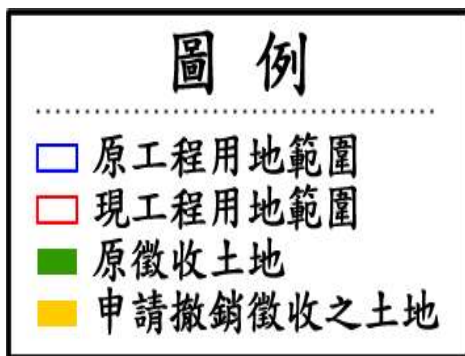 圖例
原工程用地範圍
現工程用地範圍
原徵收土地
申請撤銷徵收之土地